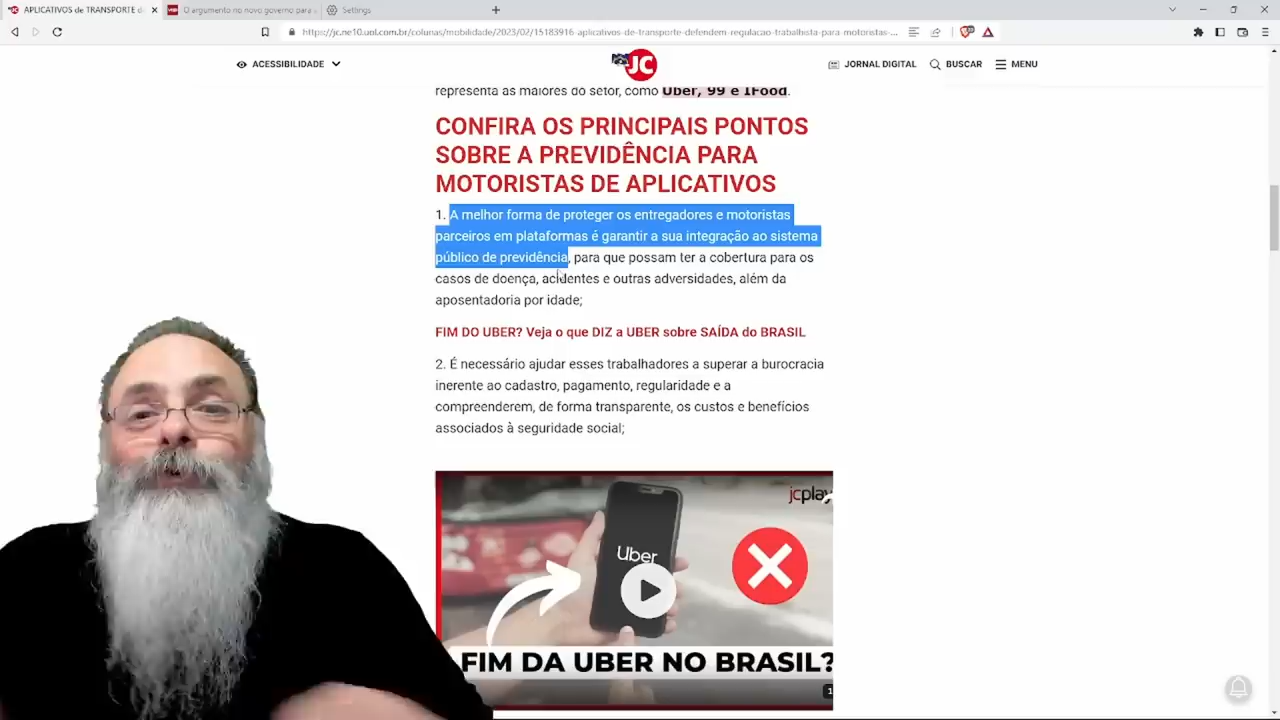 APLICATIVOS de TRANSPORTE d
O argumento no novo governo para
Settings
https://jc.ne10.uol.com.br/colunas/mobilidade/2023/02/15183916-aplicativos-de-transporte-defendem-regulacao-trabalhista-para-motoristas-...
ACESSIBILIDADE
JC
JORNAL DIGITAL
BUSCAR
MENU
representa as maiores do setor, como Uber, 99 e IFood.
CONFIRA OS PRINCIPAIS PONTOS
SOBRE A PREVIDÊNCIA PARA
MOTORISTAS DE APLICATIVOS
1. A melhor forma de proteger os entregadores e motoristas
parceiros em plataformas é garantir a sua integração ao sistema
público de previdência, para que possam ter a cobertura para os
casos de doença, acidentes e outras adversidades, além da
aposentadoria por idade;
FIM DO UBER? Veja o que DIZ a UBER sobre SAÍDA do BRASIL
2. É necessário ajudar esses trabalhadores a superar a burocracia
inerente ao cadastro, pagamento, regularidade e a
compreenderem, de forma transparente, os custos e benefícios
associados à seguridade social;
jcplay
Uber
FIM DA UBER NO BRASIL?